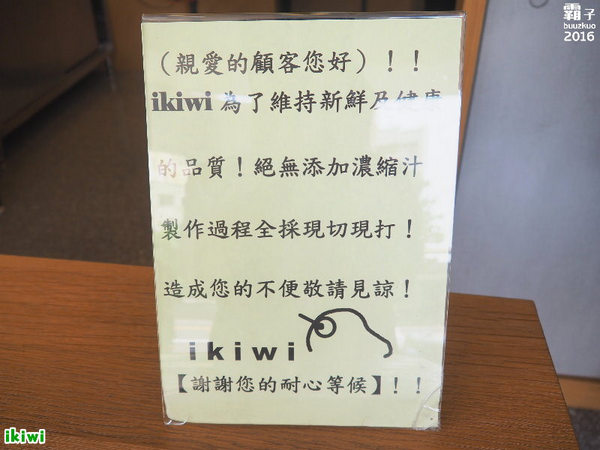 霸子
buuzkuo
2016
（親愛的顧客您好）！！
ikiwi 為了維持新鮮及健康
的品質！絕無添加濃縮汁
製作過程全採現切現打！
造成您的不便敬請見諒！
ikiwi
【謝謝您的耐心等候】！！
ikiwi